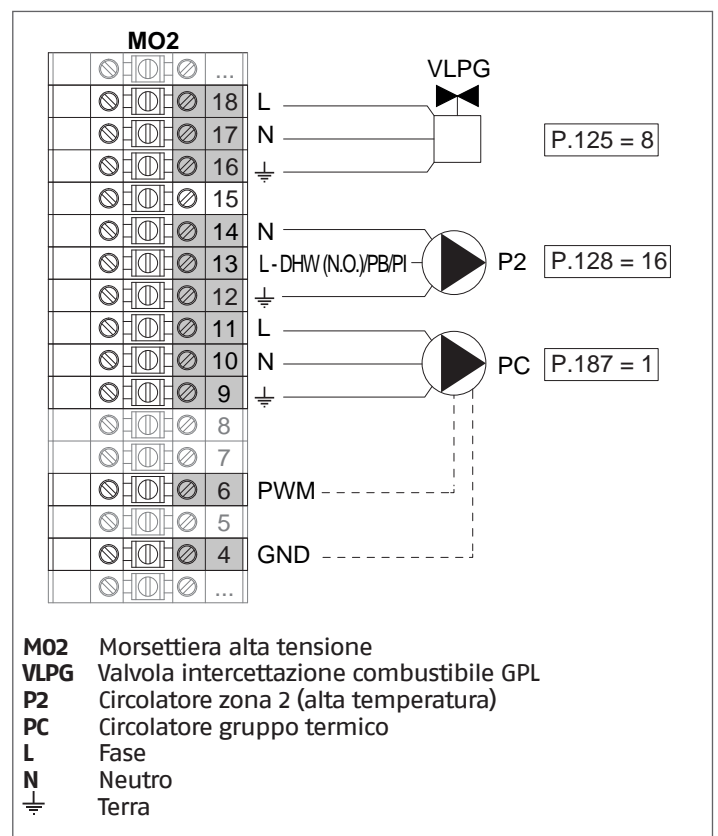 MO2
...
VLPG
18 L
17 N P.125 = 8
16
15
14 N
13 L - DHW (N.O.)/PB/PI P2 P.128 = 16
12
11 L
10 N PC P.187 = 1
9
8
7
6 PWM
5
4 GND
...
M02 Morsettiera alta tensione
VLPG Valvola intercettazione combustibile GPL
P2 Circolatore zona 2 (alta temperatura)
PC Circolatore gruppo termico
L Fase
N Neutro
Terra